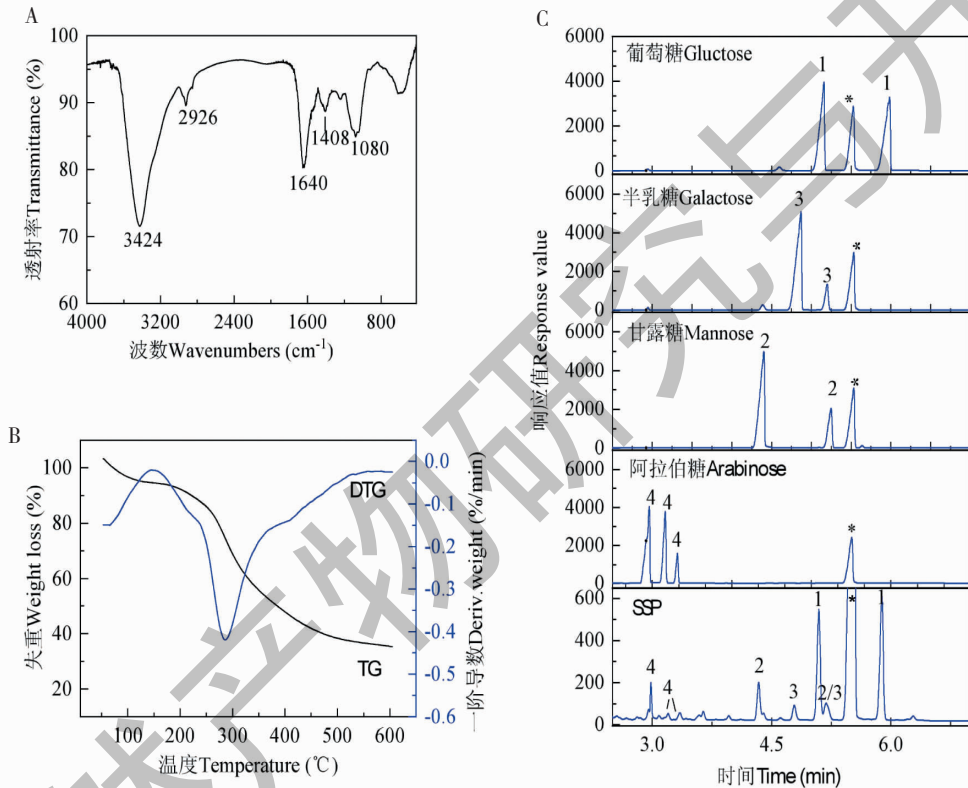 A
100
90
80
70
60
透射率Transmittance (%)
3424
2926
1640
1408
1080
4000 3200 2400 1600 800
波数Wavenumbers (cm-1)
B
100
80
60
40
20
失重Weight loss (%)
DTG
TG
0.0
-0.1
-0.2
-0.3
-0.4
-0.5
-0.6
一阶导数Deriv.weight (%/min)
100 200 300 400 500 600
温度Temperature (℃)
C
响应值Response value
6000
4000
2000
0
葡萄糖Gluctose
1 * 1
6000
4000
2000
0
半乳糖Galactose
3 3 *
6000
4000
2000
0
甘露糖Mannose
2 2 *
6000
4000
2000
0
阿拉伯糖Arabinose
4 4 4 *
600
400
200
0
SSP
4 4 2 3 1 2/3 * 1
3.0 4.5 6.0
时间Time (min)
然产物研究与开